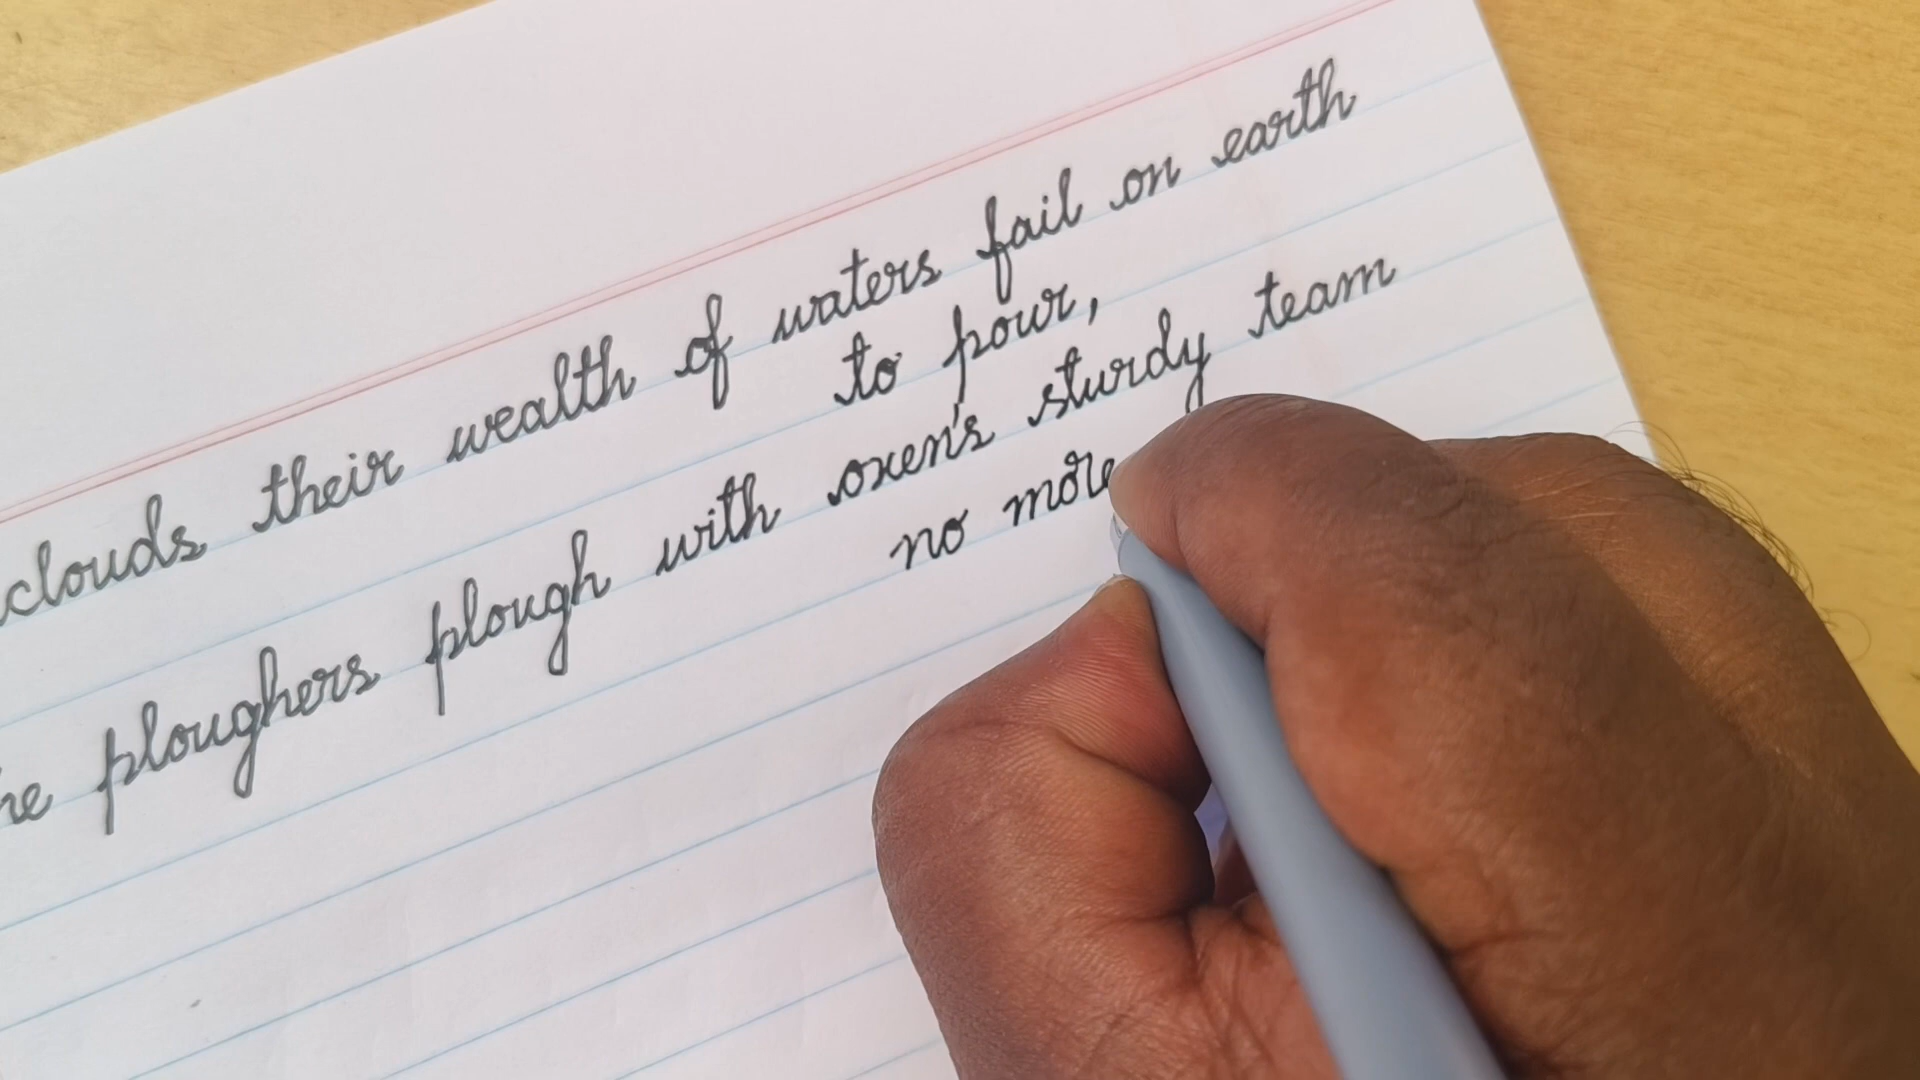 clouds their wealth of waters fail on earth
to pour,
ploughers plough with oxen's sturdy team
no more